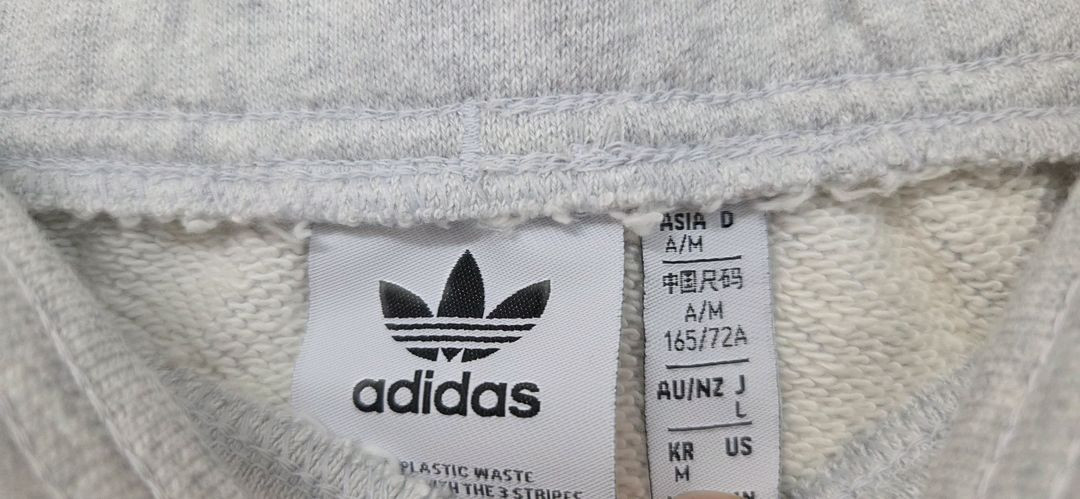 adidas
PLASTIC WASTE
WITH THE 3 STRIPES
ASIA D
A/M
中国尺码
A/M
165/72A
AU/NZ J
L
KR US
M